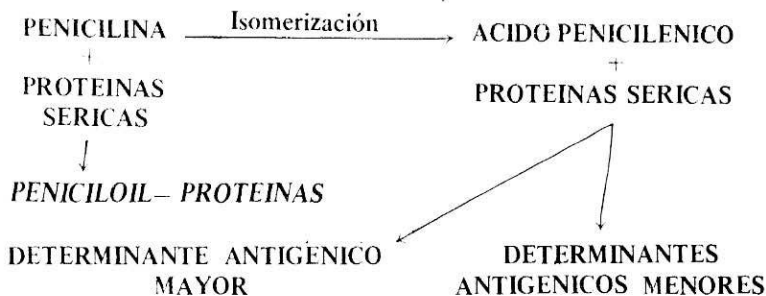 PENICILINA
Isomerización
ACIDO PENICILENICO
+
+
PROTEINAS
SERICAS
PROTEINAS SERICAS
PENICILOIL– PROTEINAS
DETERMINANTE ANTIGENICO
MAYOR
DETERMINANTES
ANTIGENICOS MENORES